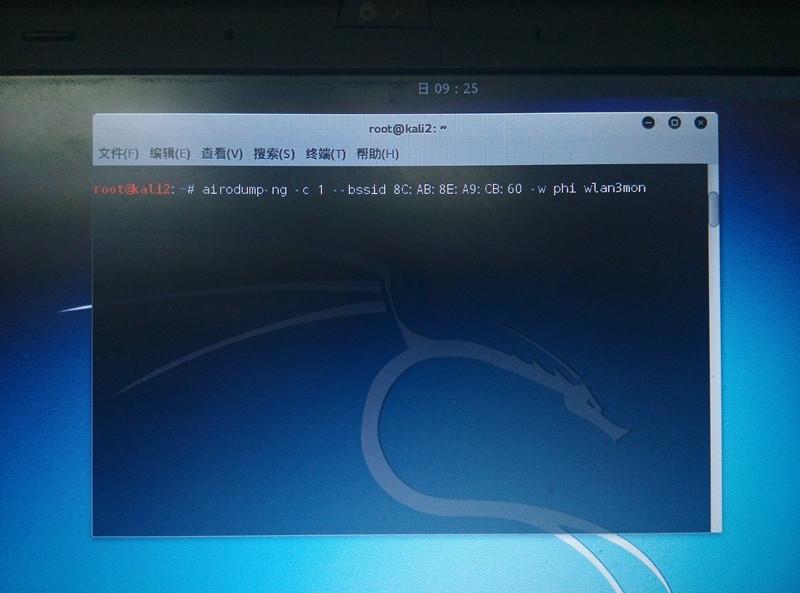 日 09 : 25
root@kali2: ~
文件(F) 编辑(E) 查看(V) 搜索(S) 终端(T) 帮助(H)
root@kali2:~# airodump-ng -c 1 --bssid 8C:AB:8E:A9:CB:60 -w phi wlan3mon